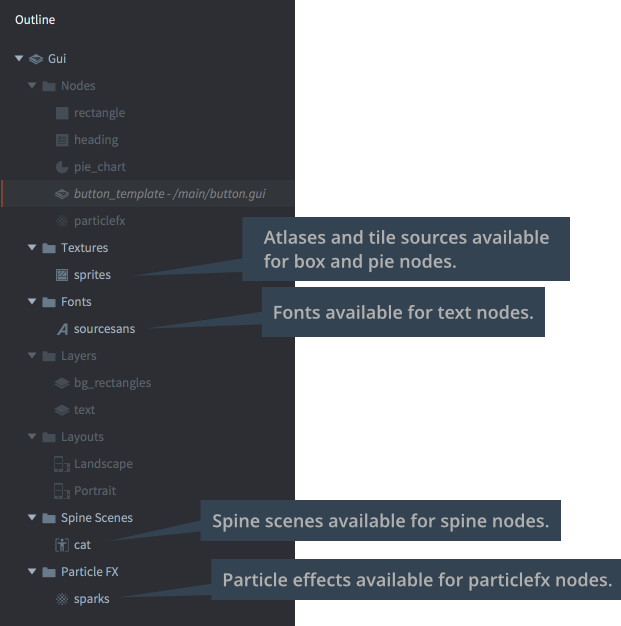 Outline
Gui
Nodes
rectangle
heading
pie_chart
button_template - /main/button.gui
particlefx
Textures
Atlases and tile sources available
for box and pie nodes.
sprites
Fonts
Fonts available for text nodes.
sourcesans
Layers
bg_rectangles
text
Layouts
Landscape
Portrait
Spine Scenes
Spine scenes available for spine nodes.
cat
Particle FX
Particle effects available for particlefx nodes.
sparks